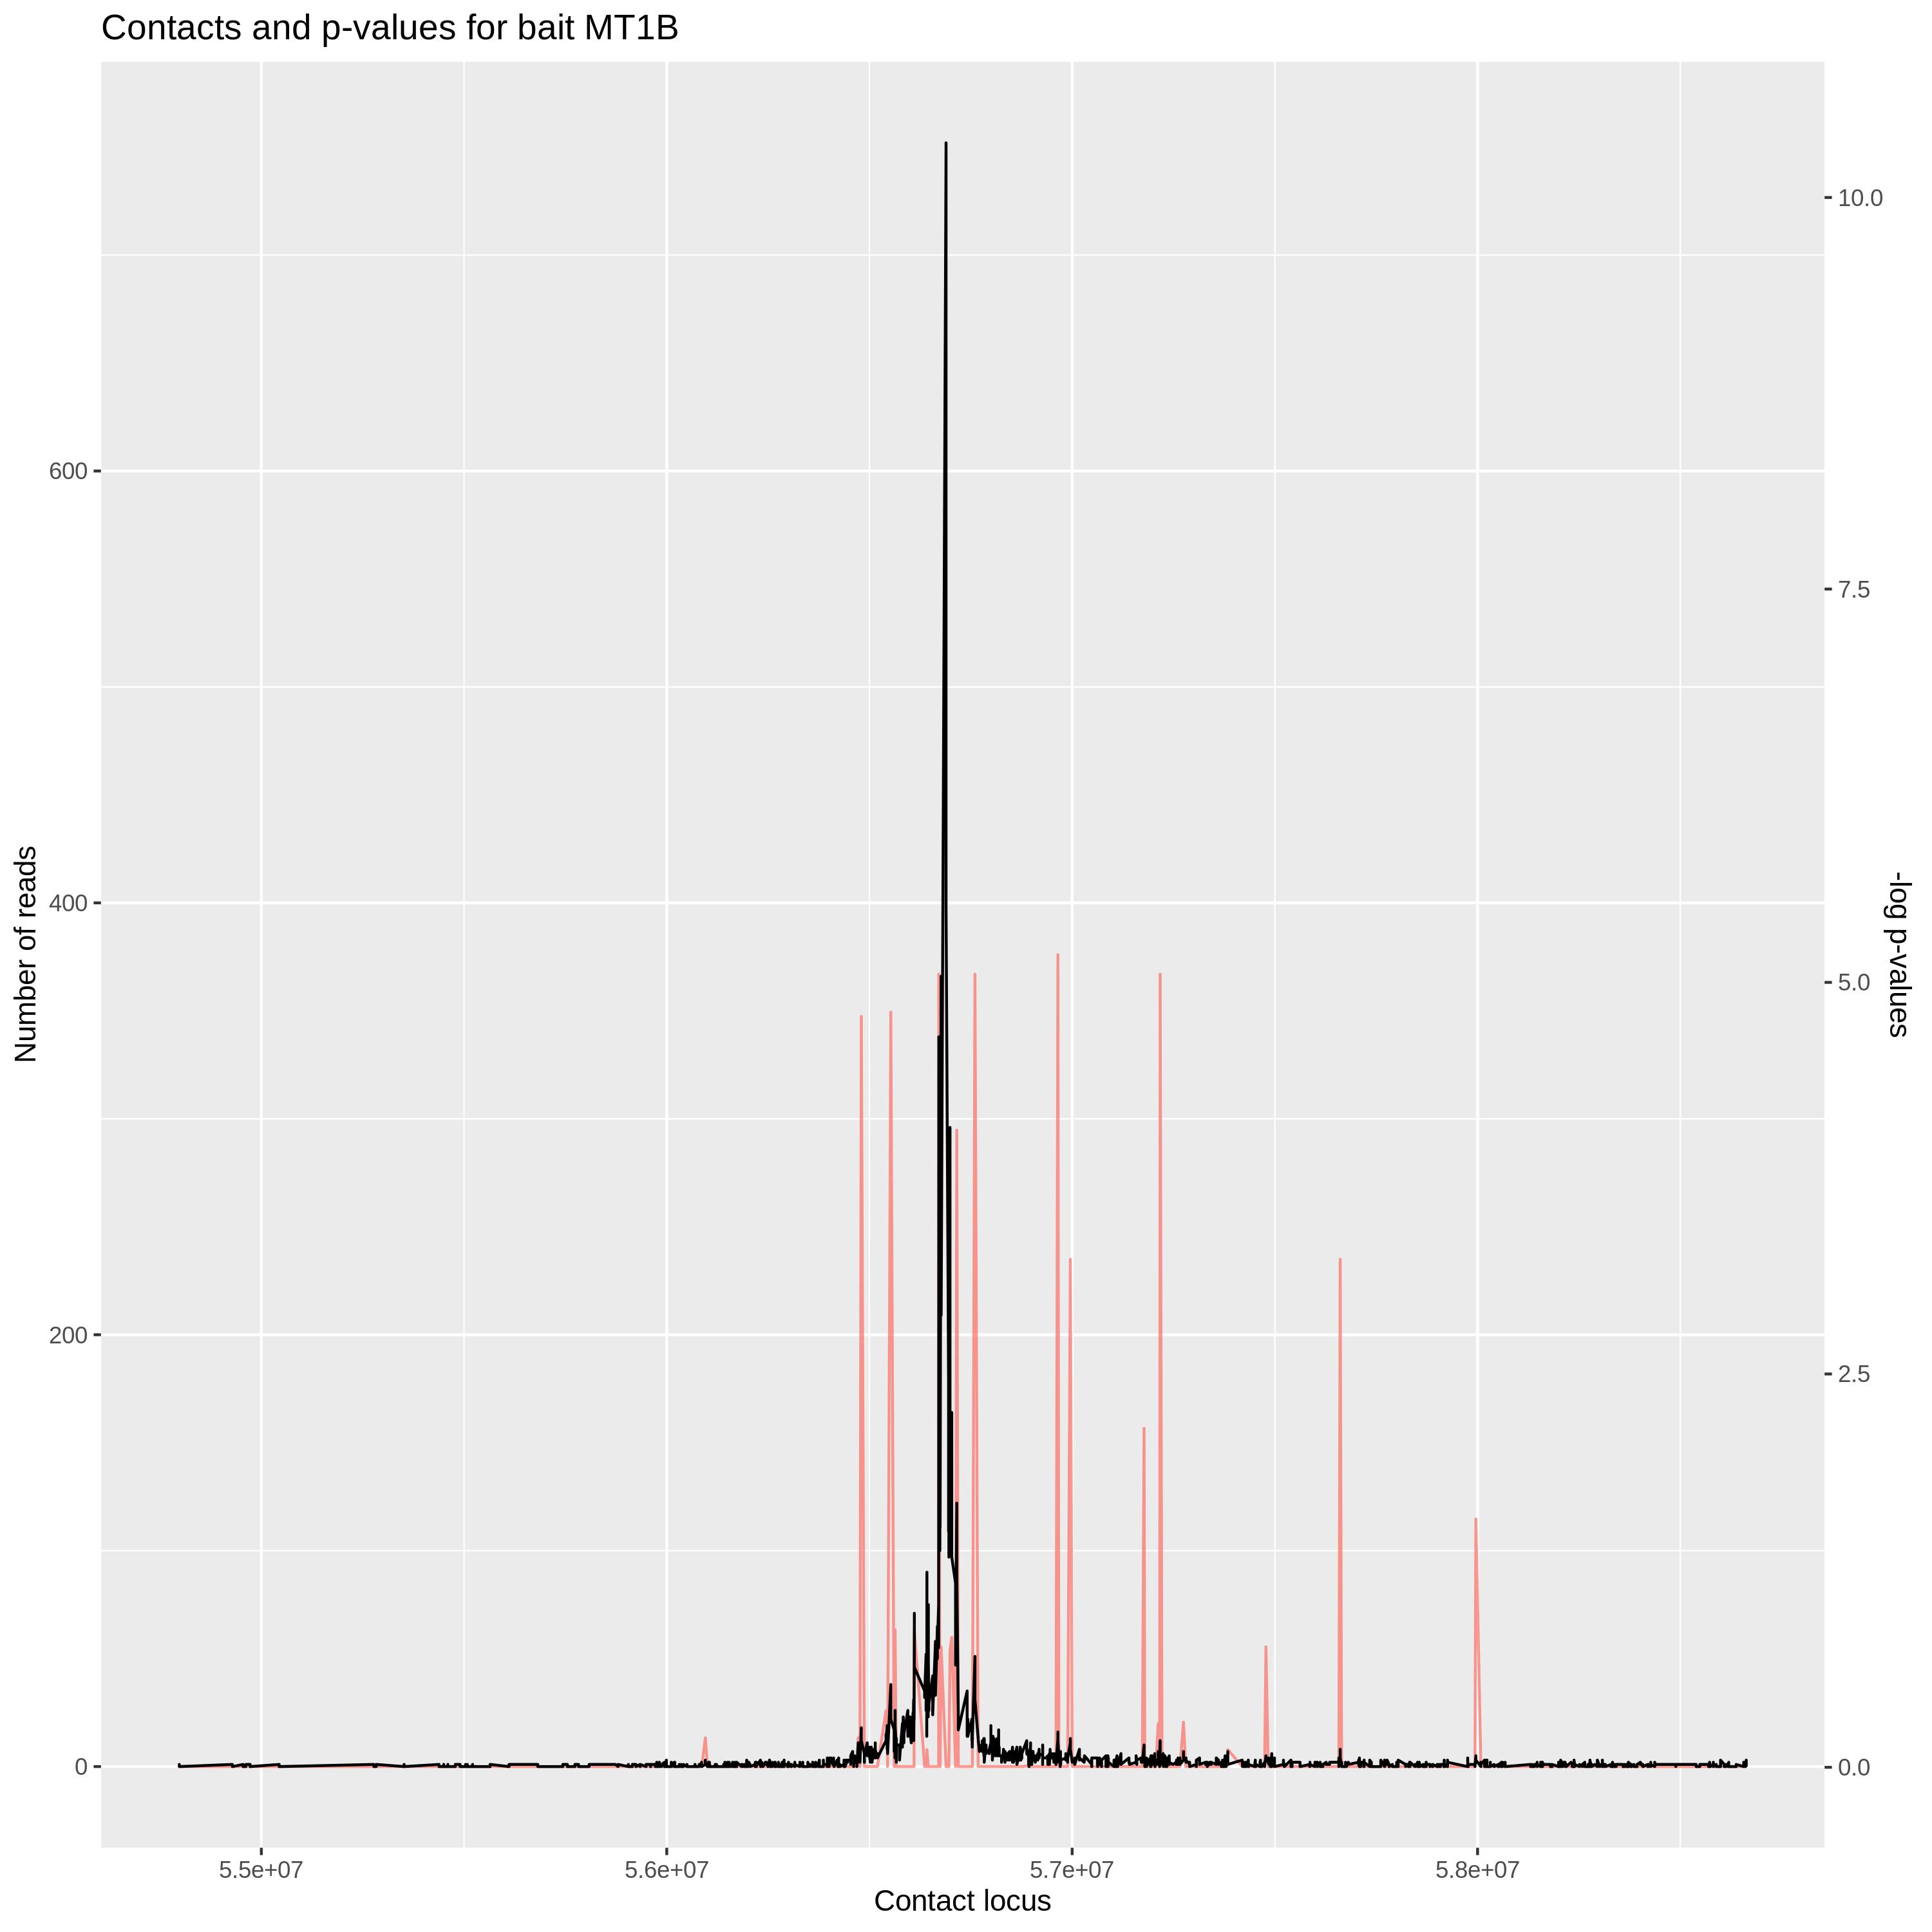 Contacts and p-values for bait MT1B
Number of reads
600
400
200
0
10.0
7.5
5.0
2.5
0.0
-log p-values
5.5e+07
5.6e+07
5.7e+07
5.8e+07
Contact locus